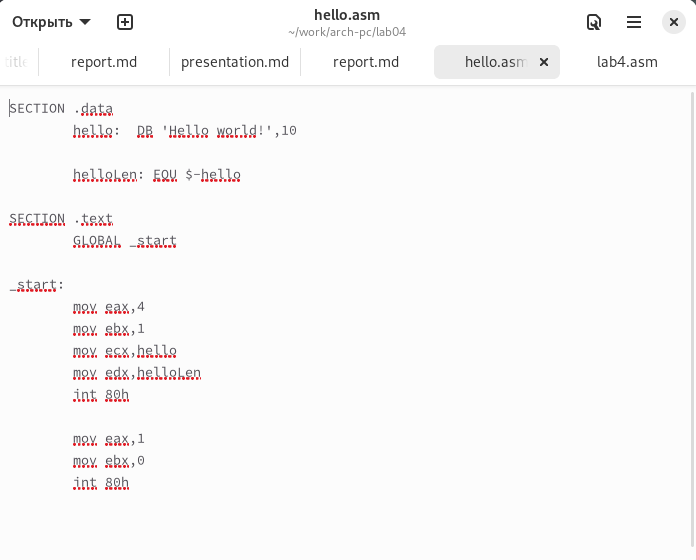 Открыть
hello.asm
~/work/arch-pc/lab04
title
report.md
presentation.md
report.md
hello.asm
lab4.asm
SECTION .data
hello:  DB 'Hello world!',10
helloLen: EQU $-hello
SECTION .text
GLOBAL _start
_start:
mov eax,4
mov ebx,1
mov ecx,hello
mov edx,helloLen
int 80h
mov eax,1
mov ebx,0
int 80h